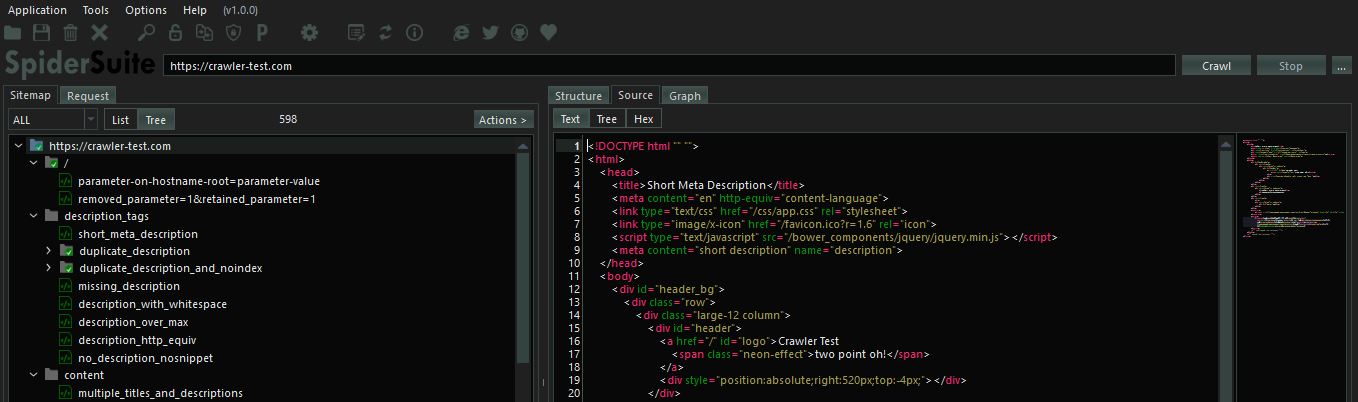 Application Tools Options Help (v1.0.0)
SpiderSuite https://crawler-test.com Crawl Stop ...
Sitemap Request
ALL List Tree 598 Actions >
https://crawler-test.com
/
parameter-on-hostname-root=parameter-value
removed_parameter=1&retained_parameter=1
description_tags
short_meta_description
duplicate_description
duplicate_description_and_noindex
missing_description
description_with_whitespace
description_over_max
description_http_equiv
no_description_nosnippet
content
multiple_titles_and_descriptions
Structure Source Graph
Text Tree Hex
1 <!DOCTYPE html "" "">
2 <html>
3 <head>
4 <title>Short Meta Description</title>
5 <meta content="en" http-equiv="content-language">
6 <link type="text/css" href="/css/app.css" rel="stylesheet">
7 <link type="image/x-icon" href="/favicon.ico?r=1.6" rel="icon">
8 <script type="text/javascript" src="/bower_components/jquery/jquery.min.js"></script>
9 <meta content="short description" name="description">
10 </head>
11 <body>
12 <div id="header_bg">
13 <div class="row">
14 <div class="large-12 column">
15 <div id="header">
16 <a href="/" id="logo">Crawler Test
17 <span class="neon-effect">two point oh!</span>
18 </a>
19 <div style="position:absolute;right:520px;top:-4px;"></div>
20 </div>